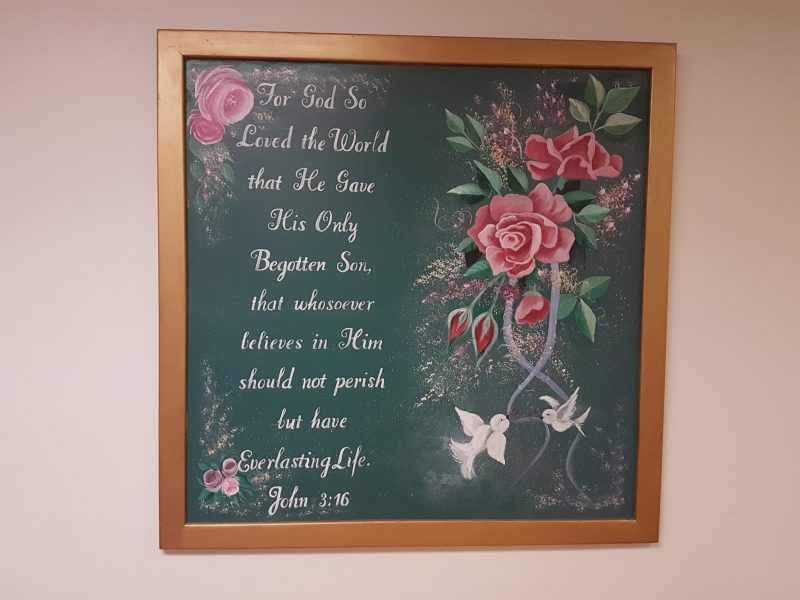 For God So
Loved the World
that He Gave
His Only
Begotten Son,
that whosoever
believes in Him
should not perish
but have
Everlasting Life.
John 3:16